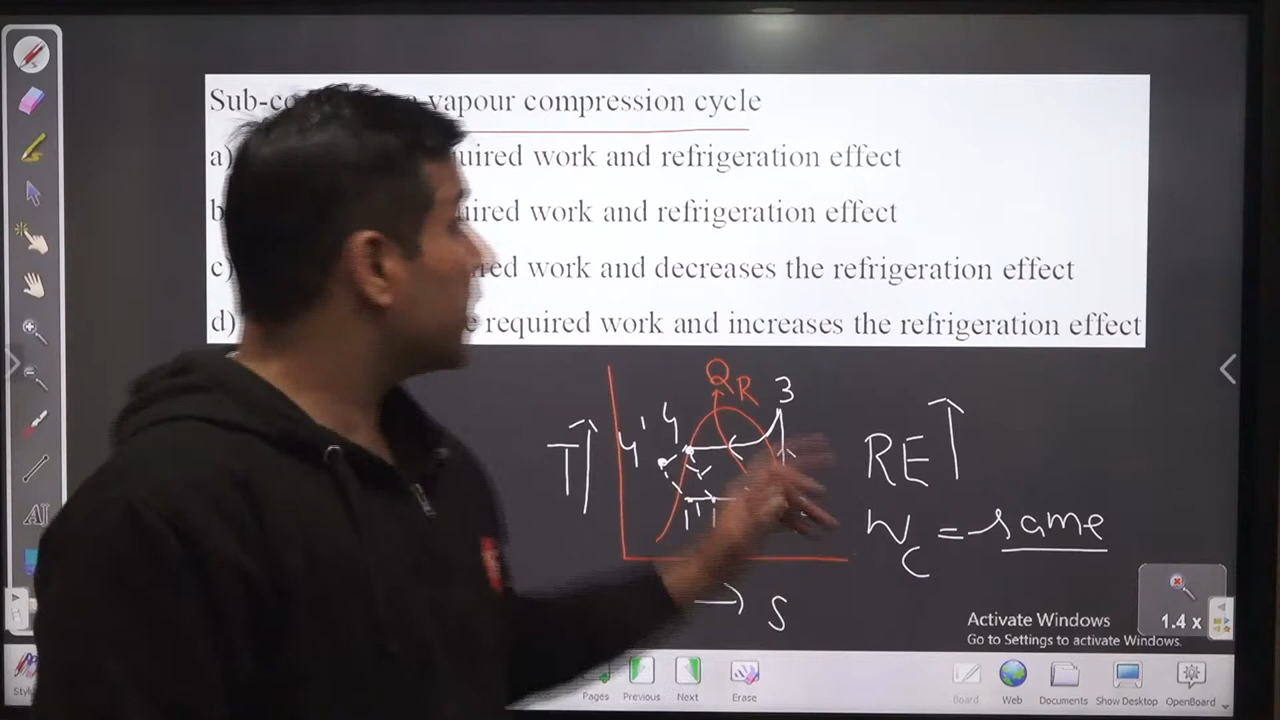 Sub-co vapour compression cycle
a) uired work and refrigeration effect
b uired work and refrigeration effect
c) red work and decreases the refrigeration effect
d) e required work and increases the refrigeration effect
QR
3
4' 4
T↑
RE↑
1' 1
Wc = same
→ S
Activate Windows
Go to Settings to activate Windows.
1.4 x
Pages Previous Next Erase Board Web Documents Show Desktop OpenBoard